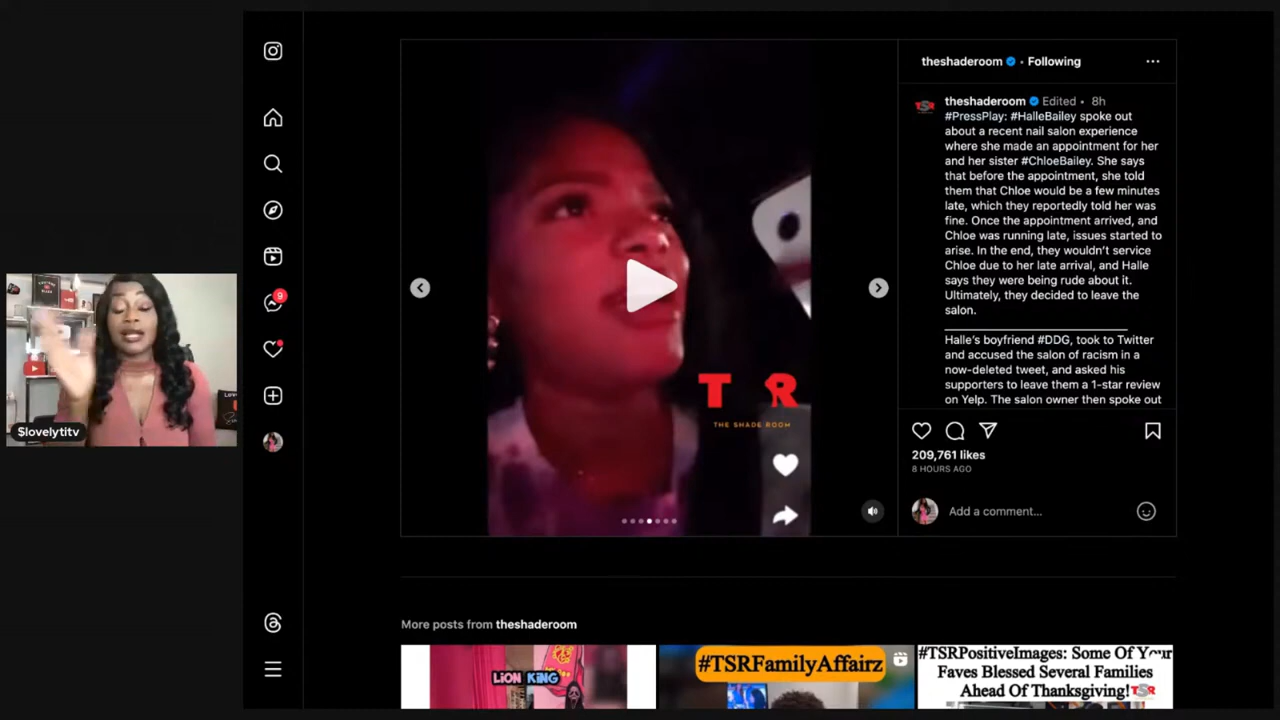 $lovelytitv
T R
THE SHADE ROOM
theshaderoom • Following
TSR
theshaderoom Edited • 8h
#PressPlay: #HalleBailey spoke out
about a recent nail salon experience
where she made an appointment for her
and her sister #ChloeBailey. She says
that before the appointment, she told
them that Chloe would be a few minutes
late, which they reportedly told her was
fine. Once the appointment arrived, and
Chloe was running late, issues started to
arise. In the end, they wouldn't service
Chloe due to her late arrival, and Halle
says they were being rude about it.
Ultimately, they decided to leave the
salon.
Halle's boyfriend #DDG, took to Twitter
and accused the salon of racism in a
now-deleted tweet, and asked his
supporters to leave them a 1-star review
on Yelp. The salon owner then spoke out
209,761 likes
8 HOURS AGO
Add a comment...
9
More posts from theshaderoom
LION KING
#TSRFamilyAffairz
#TSRPositiveImages: Some Of Your
Faves Blessed Several Families
Ahead Of Thanksgiving!
TSR